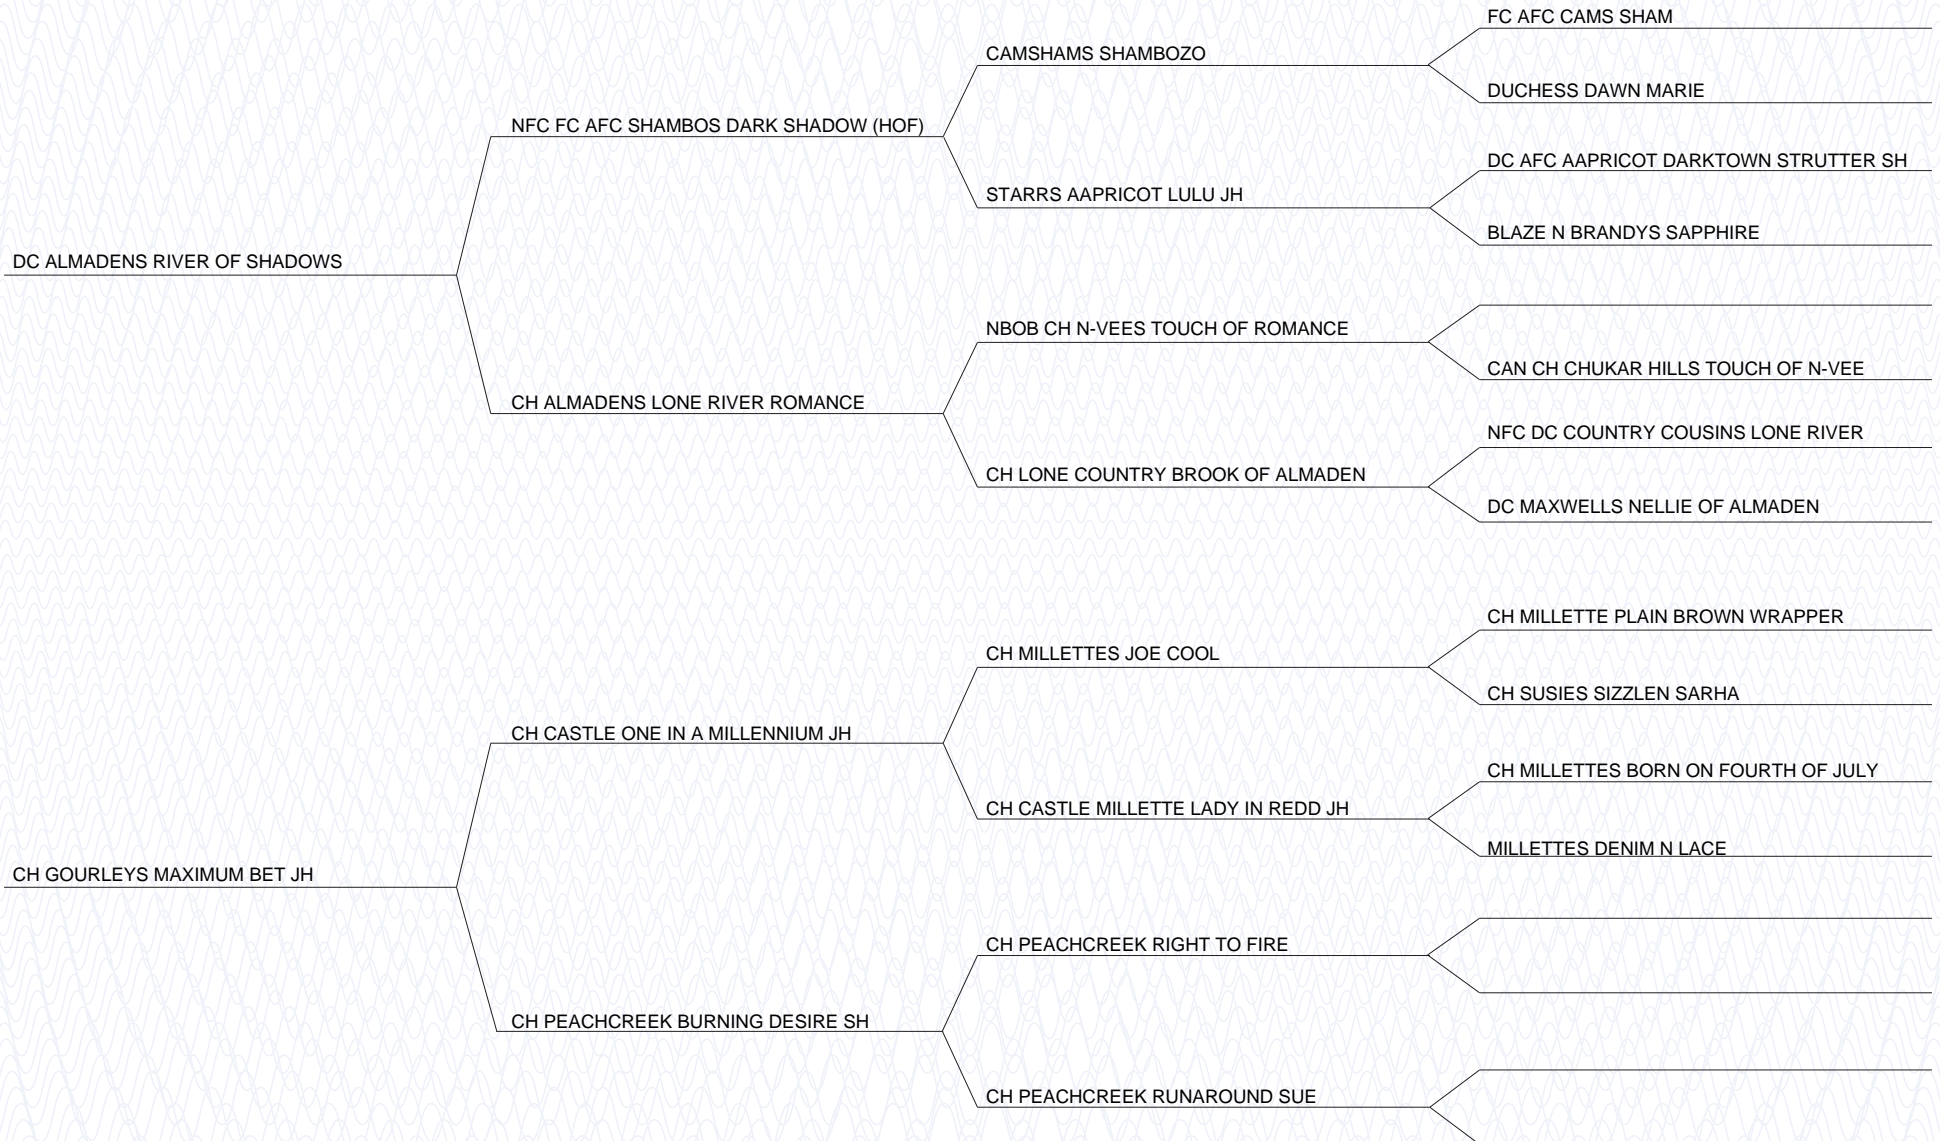 FC AFC CAMS SHAM
CAMSHAMS SHAMBOZO
DUCHESS DAWN MARIE
NFC FC AFC SHAMBOS DARK SHADOW (HOF)
DC AFC AAPRICOT DARKTOWN STRUTTER SH
STARRS AAPRICOT LULU JH
BLAZE N BRANDYS SAPPHIRE
DC ALMADENS RIVER OF SHADOWS
NBOB CH N-VEES TOUCH OF ROMANCE
CAN CH CHUKAR HILLS TOUCH OF N-VEE
CH ALMADENS LONE RIVER ROMANCE
NFC DC COUNTRY COUSINS LONE RIVER
CH LONE COUNTRY BROOK OF ALMADEN
DC MAXWELLS NELLIE OF ALMADEN
CH MILLETTE PLAIN BROWN WRAPPER
CH MILLETTES JOE COOL
CH SUSIES SIZZLEN SARHA
CH CASTLE ONE IN A MILLENNIUM JH
CH MILLETTES BORN ON FOURTH OF JULY
CH CASTLE MILLETTE LADY IN REDD JH
MILLETTES DENIM N LACE
CH GOURLEYS MAXIMUM BET JH
CH PEACHCREEK RIGHT TO FIRE
CH PEACHCREEK BURNING DESIRE SH
CH PEACHCREEK RUNAROUND SUE